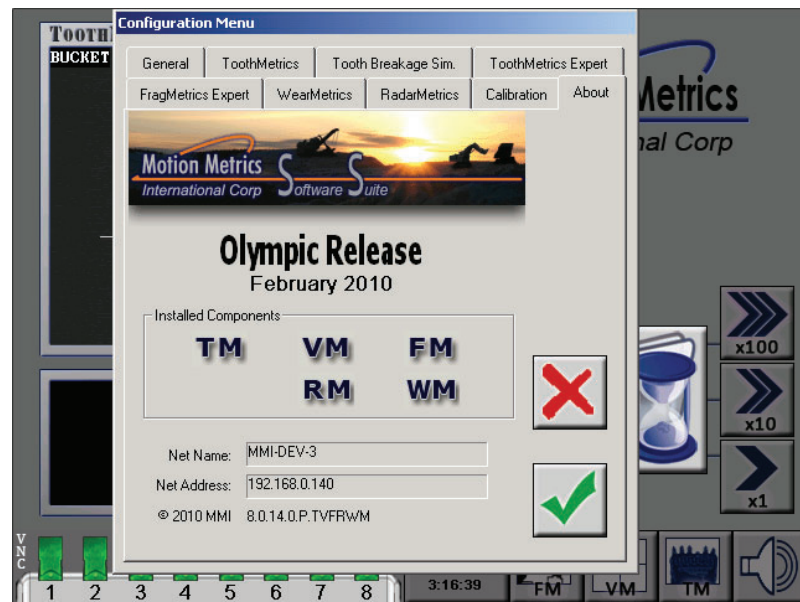 Configuration Menu
TOOTH
BUCKET
General
ToothMetrics
Tooth Breakage Sim.
ToothMetrics Expert
FragMetrics Expert
WearMetrics
RadarMetrics
Calibration
About
Metrics
nal Corp
Motion Metrics
International Corp
Software Suite
Olympic Release
February 2010
Installed Components
TM VM FM
RM WM
x100
x10
x1
Net Name: MMI-DEV-3
Net Address: 192.168.0.140
© 2010 MMI 8.0.14.0.P.TVFRWM
VNC
1 2 3 4 5 6 7 8
3:16:39
FM
VM
TM